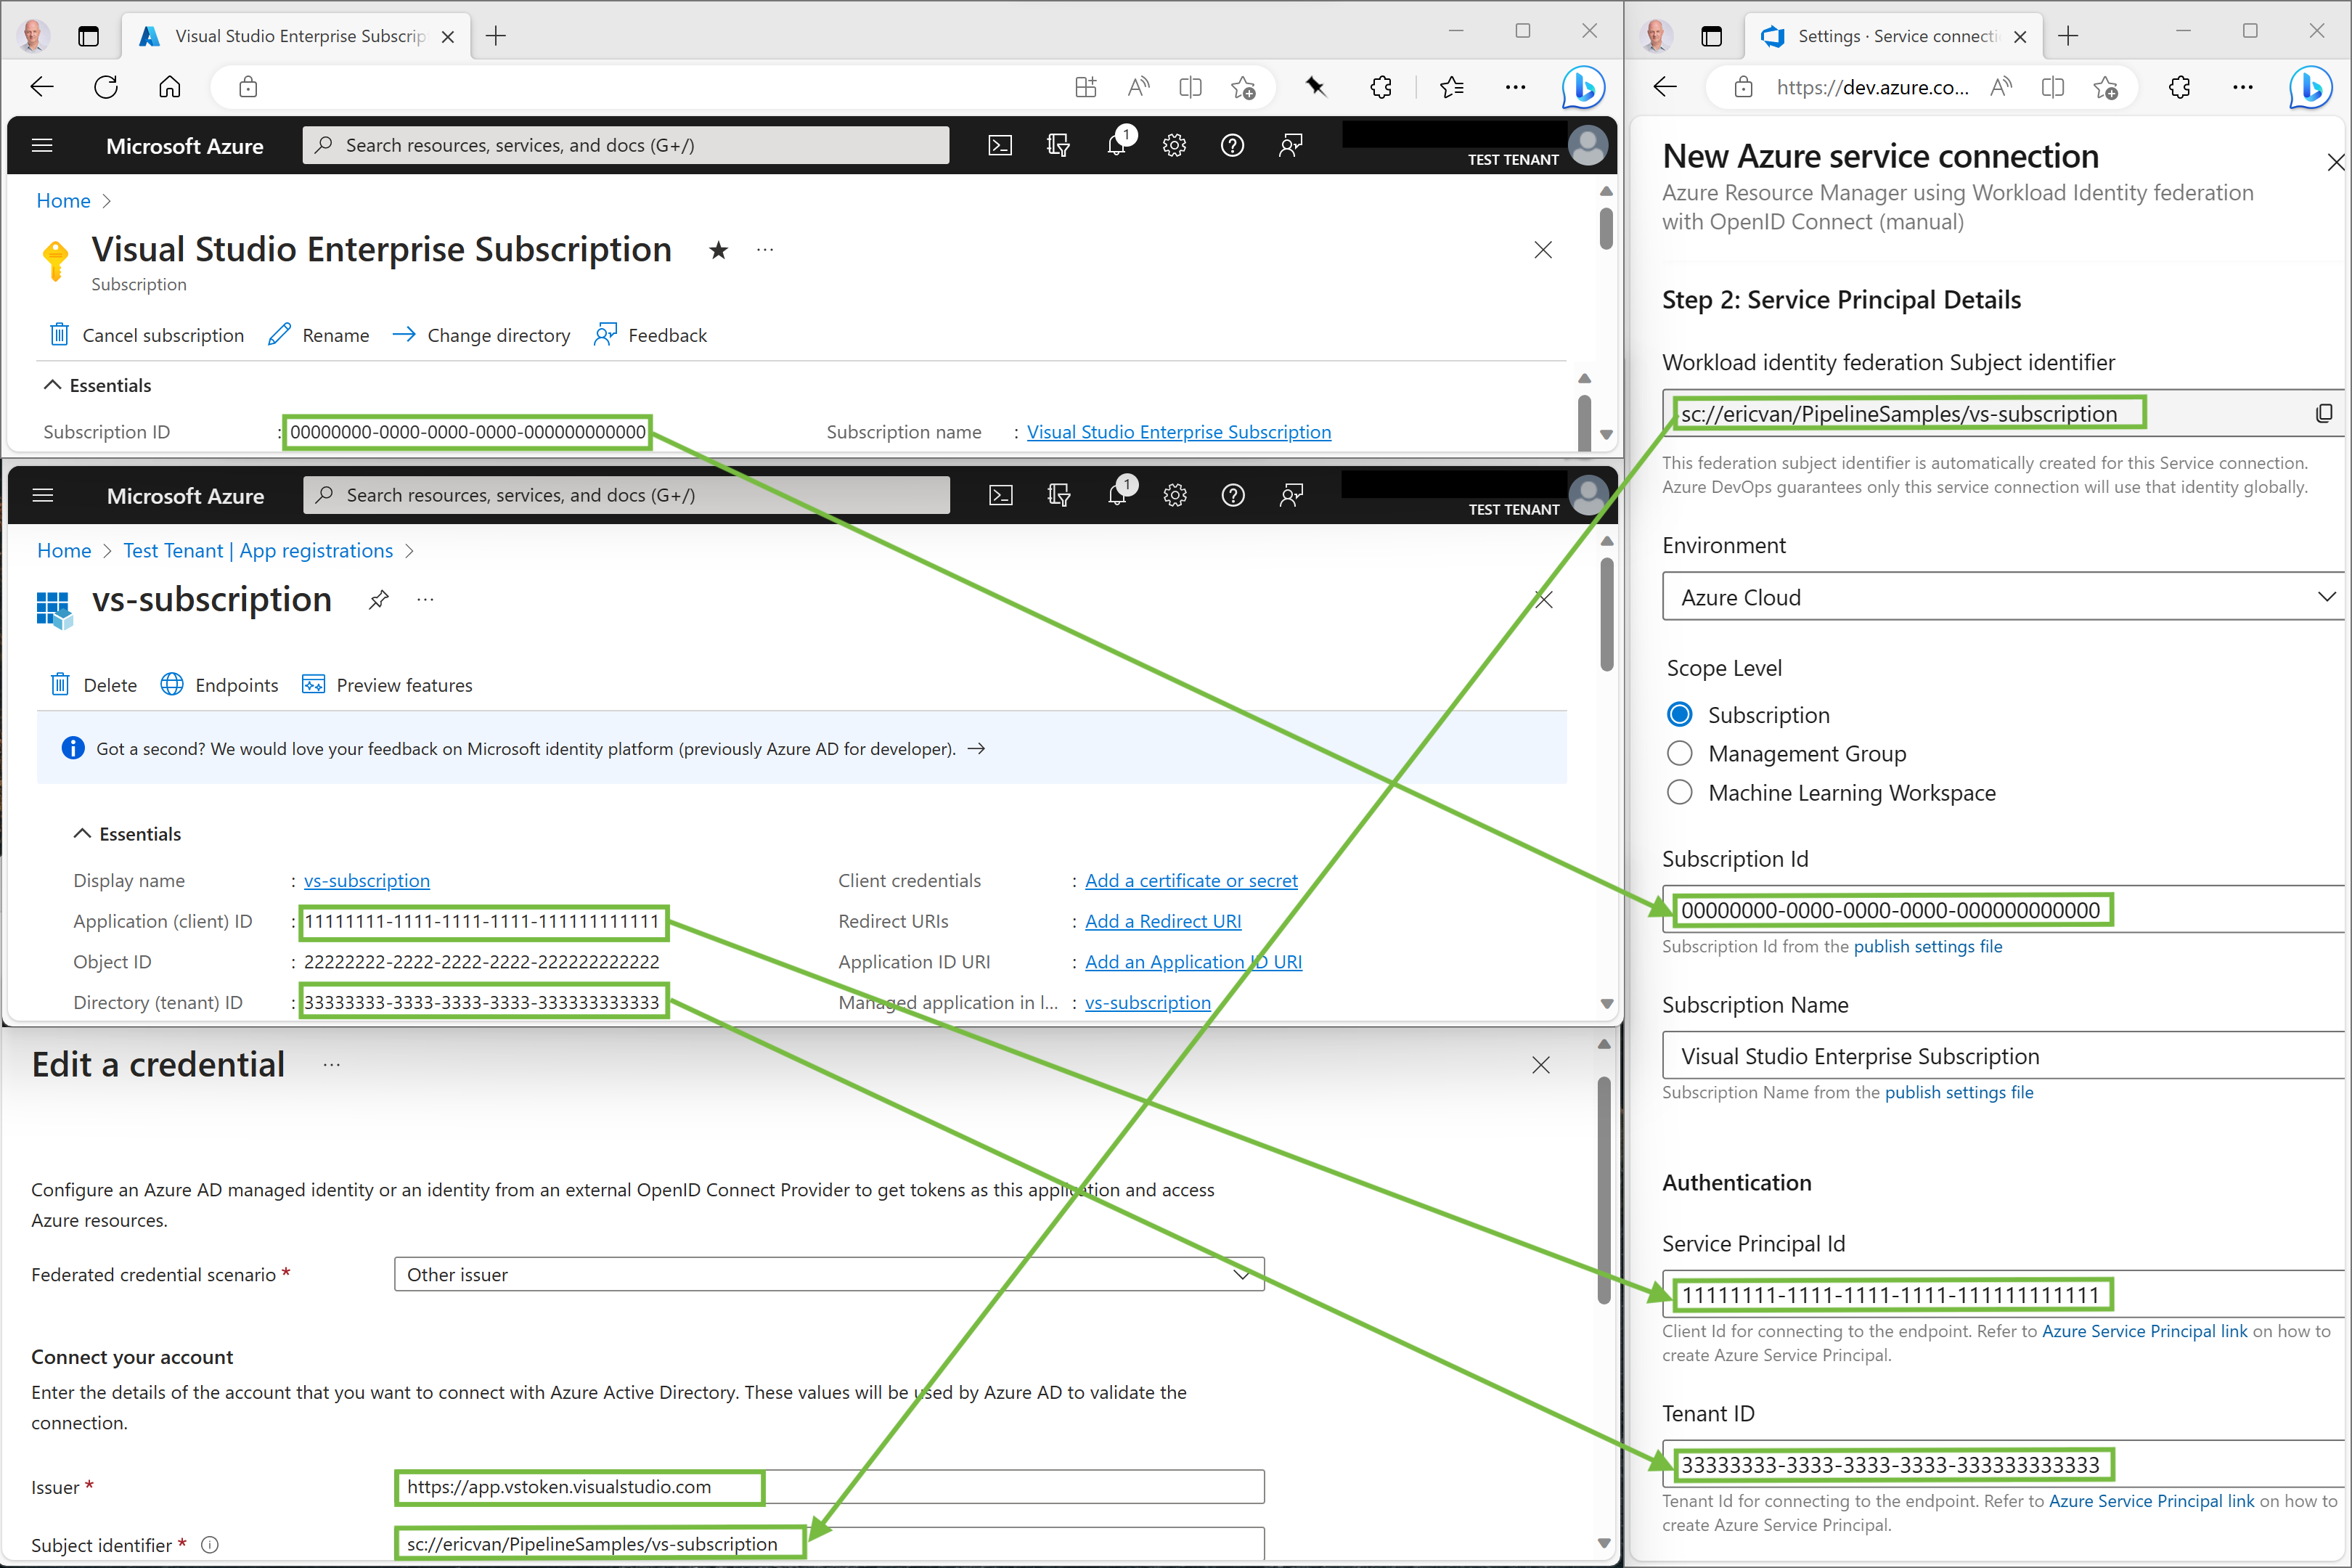 Visual Studio Enterprise Subscrip
Microsoft Azure
Search resources, services, and docs (G+/)
1
TEST TENANT
Home
Visual Studio Enterprise Subscription
Subscription
Cancel subscription
Rename
Change directory
Feedback
Essentials
Subscription ID : 00000000-0000-0000-0000-000000000000
Subscription name : Visual Studio Enterprise Subscription
Microsoft Azure
Search resources, services, and docs (G+/)
1
TEST TENANT
Home > Test Tenant | App registrations >
vs-subscription
Delete
Endpoints
Preview features
Got a second? We would love your feedback on Microsoft identity platform (previously Azure AD for developer). →
Essentials
Display name : vs-subscription
Application (client) ID : 11111111-1111-1111-1111-111111111111
Object ID : 22222222-2222-2222-2222-222222222222
Directory (tenant) ID : 33333333-3333-3333-3333-333333333333
Client credentials : Add a certificate or secret
Redirect URIs : Add a Redirect URI
Application ID URI : Add an Application ID URI
Managed application in l... : vs-subscription
Edit a credential
Configure an Azure AD managed identity or an identity from an external OpenID Connect Provider to get tokens as this application and access
Azure resources.
Federated credential scenario *
Other issuer
Connect your account
Enter the details of the account that you want to connect with Azure Active Directory. These values will be used by Azure AD to validate the
connection.
Issuer *
https://app.vstoken.visualstudio.com
Subject identifier *
sc://ericvan/PipelineSamples/vs-subscription
Settings · Service connecti
https://dev.azure.co...
New Azure service connection
Azure Resource Manager using Workload Identity federation
with OpenID Connect (manual)
Step 2: Service Principal Details
Workload identity federation Subject identifier
sc://ericvan/PipelineSamples/vs-subscription
This federation subject identifier is automatically created for this Service connection.
Azure DevOps guarantees only this service connection will use that identity globally.
Environment
Azure Cloud
Scope Level
Subscription
Management Group
Machine Learning Workspace
Subscription Id
00000000-0000-0000-0000-000000000000
Subscription Id from the publish settings file
Subscription Name
Visual Studio Enterprise Subscription
Subscription Name from the publish settings file
Authentication
Service Principal Id
11111111-1111-1111-1111-111111111111
Client Id for connecting to the endpoint. Refer to Azure Service Principal link on how to
create Azure Service Principal.
Tenant ID
33333333-3333-3333-3333-333333333333
Tenant Id for connecting to the endpoint. Refer to Azure Service Principal link on how to
create Azure Service Principal.